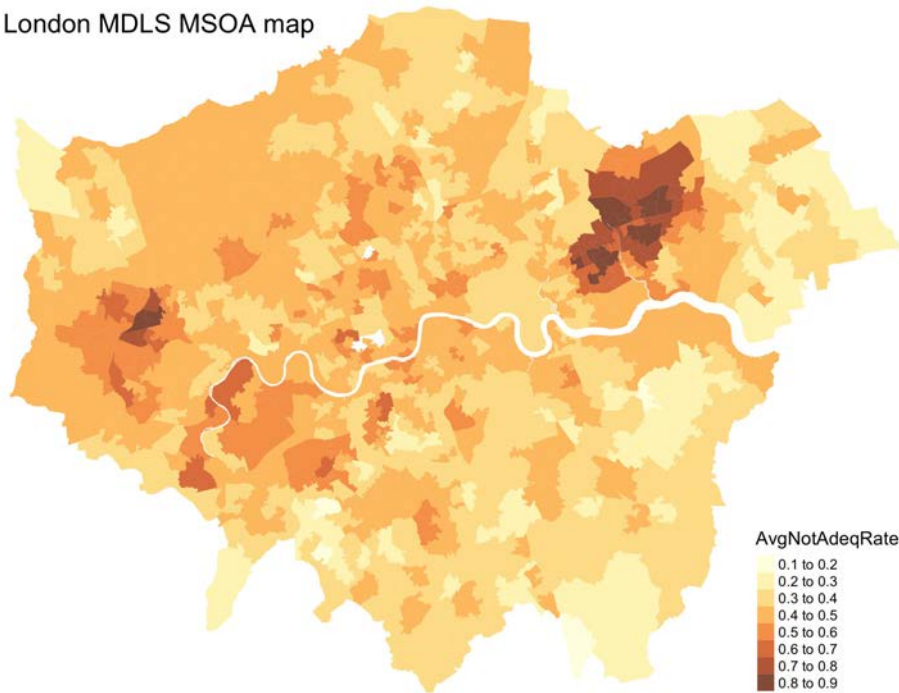 London MDLS MSOA map
AvgNotAdeqRate
0.1 to 0.2
0.2 to 0.3
0.3 to 0.4
0.4 to 0.5
0.5 to 0.6
0.6 to 0.7
0.7 to 0.8
0.8 to 0.9